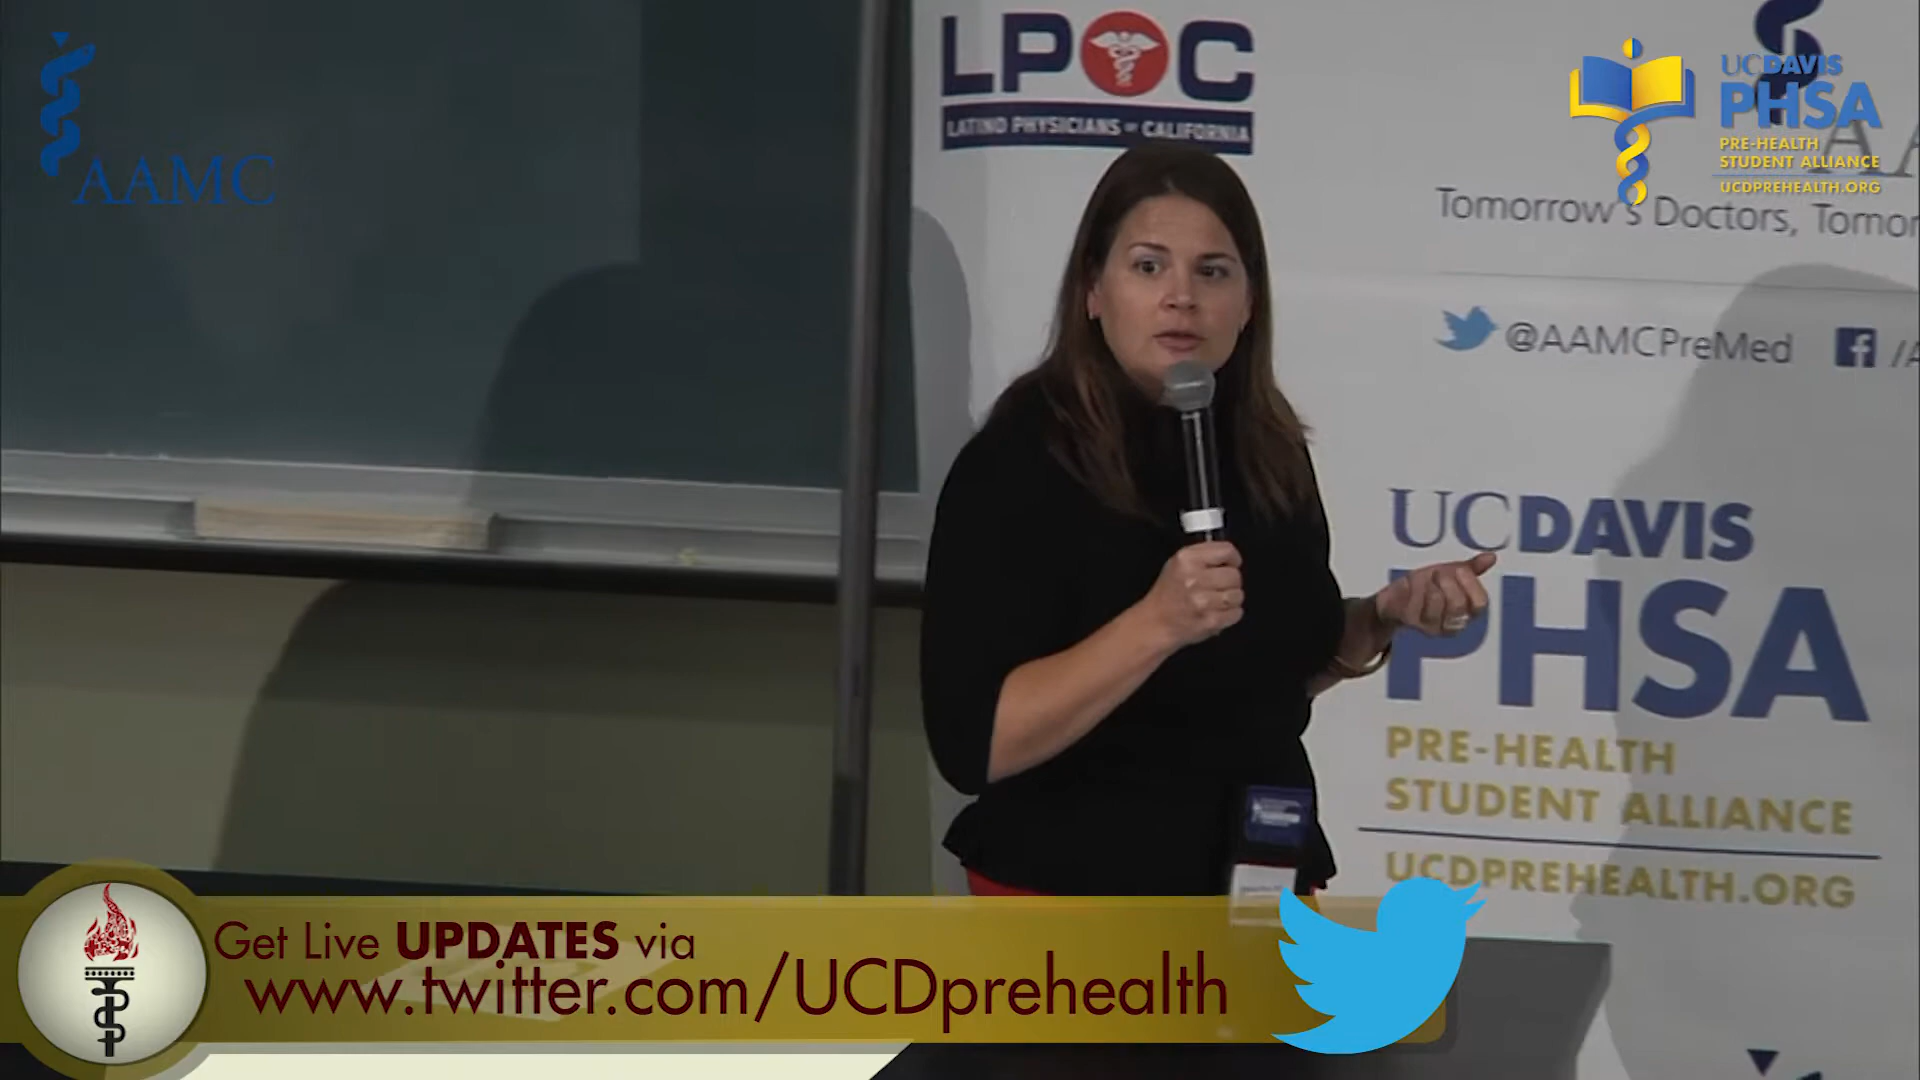 AAMC
LPOC
LATINO PHYSICIANS OF CALIFORNIA
UCDAVIS
PHSA
PRE-HEALTH
STUDENT ALLIANCE
UCDPREHEALTH.ORG
Tomorrow's Doctors,
@AAMCPreMed
UCDAVIS
PHSA
PRE-HEALTH
STUDENT ALLIANCE
UCDPREHEALTH.ORG
Get Live UPDATES via
www.twitter.com/UCDprehealth